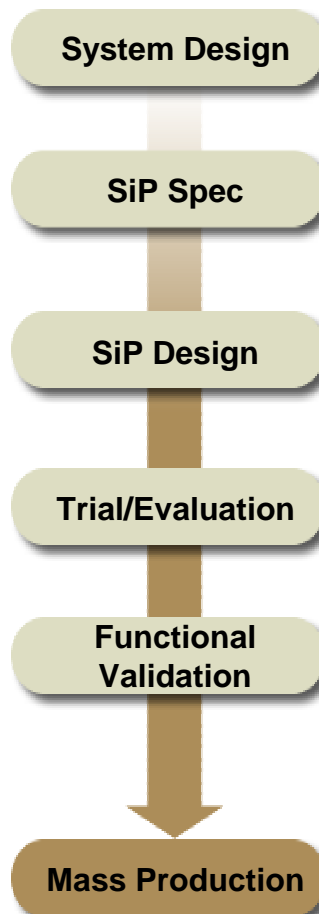 System Design
SiP Spec
SiP Design
Trial/Evaluation
Functional
Validation
Mass Production